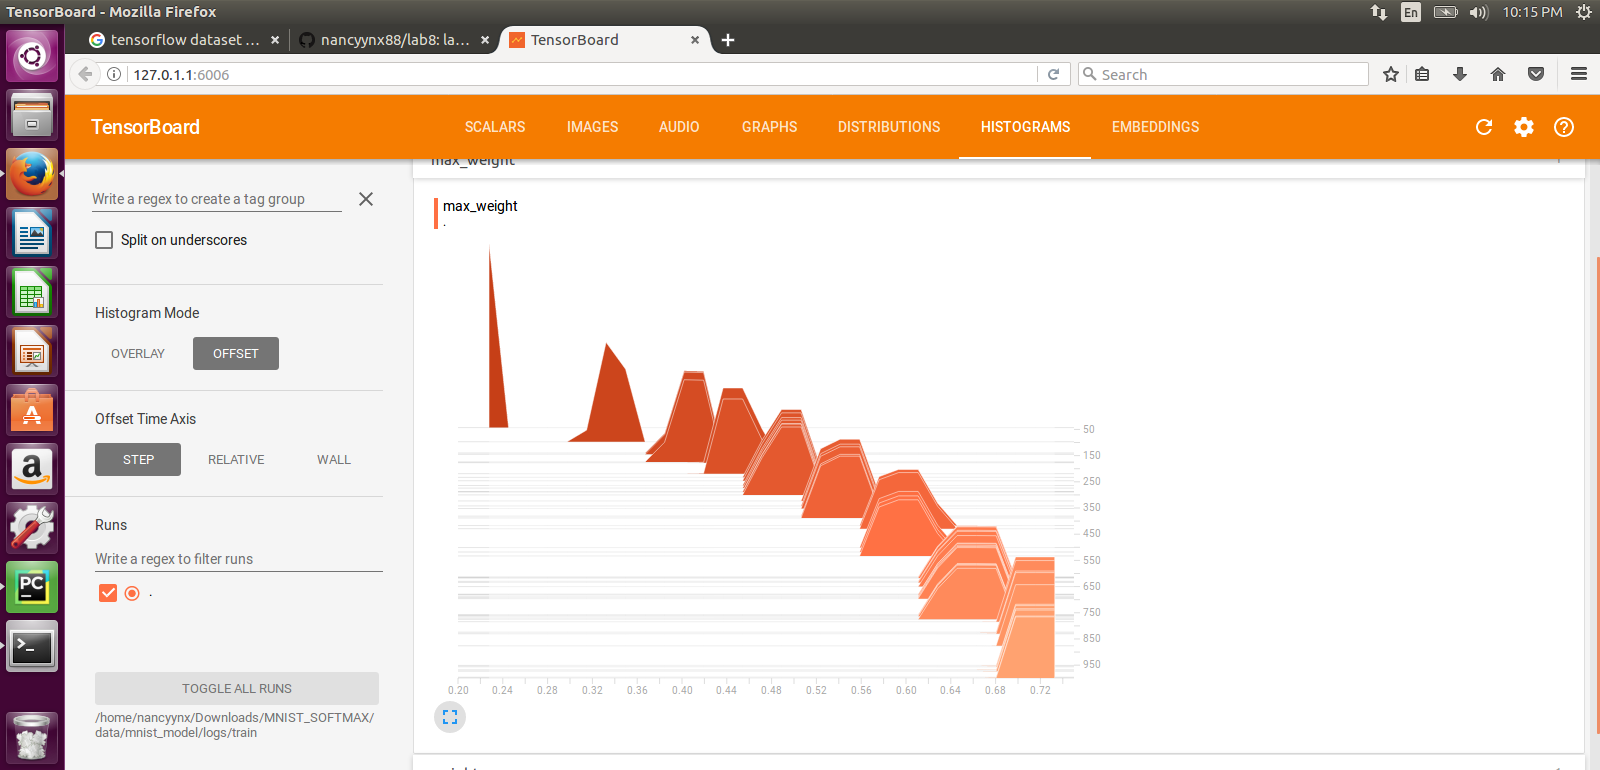 TensorBoard - Mozilla Firefox
En
10:15 PM
tensorflow dataset ...
nancyynx88/lab8: la...
TensorBoard
127.0.1.1:6006
Search
TensorBoard
SCALARS
IMAGES
AUDIO
GRAPHS
DISTRIBUTIONS
HISTOGRAMS
EMBEDDINGS
max_weight
Write a regex to create a tag group
Split on underscores
Histogram Mode
OVERLAY
OFFSET
Offset Time Axis
STEP
RELATIVE
WALL
Runs
Write a regex to filter runs
.
TOGGLE ALL RUNS
/home/nancyynx/Downloads/MNIST_SOFTMAX/
data/mnist_model/logs/train
max_weight
.
50
150
250
350
450
550
650
750
850
950
0.20 0.24 0.28 0.32 0.36 0.40 0.44 0.48 0.52 0.56 0.60 0.64 0.68 0.72
PC
a
>_